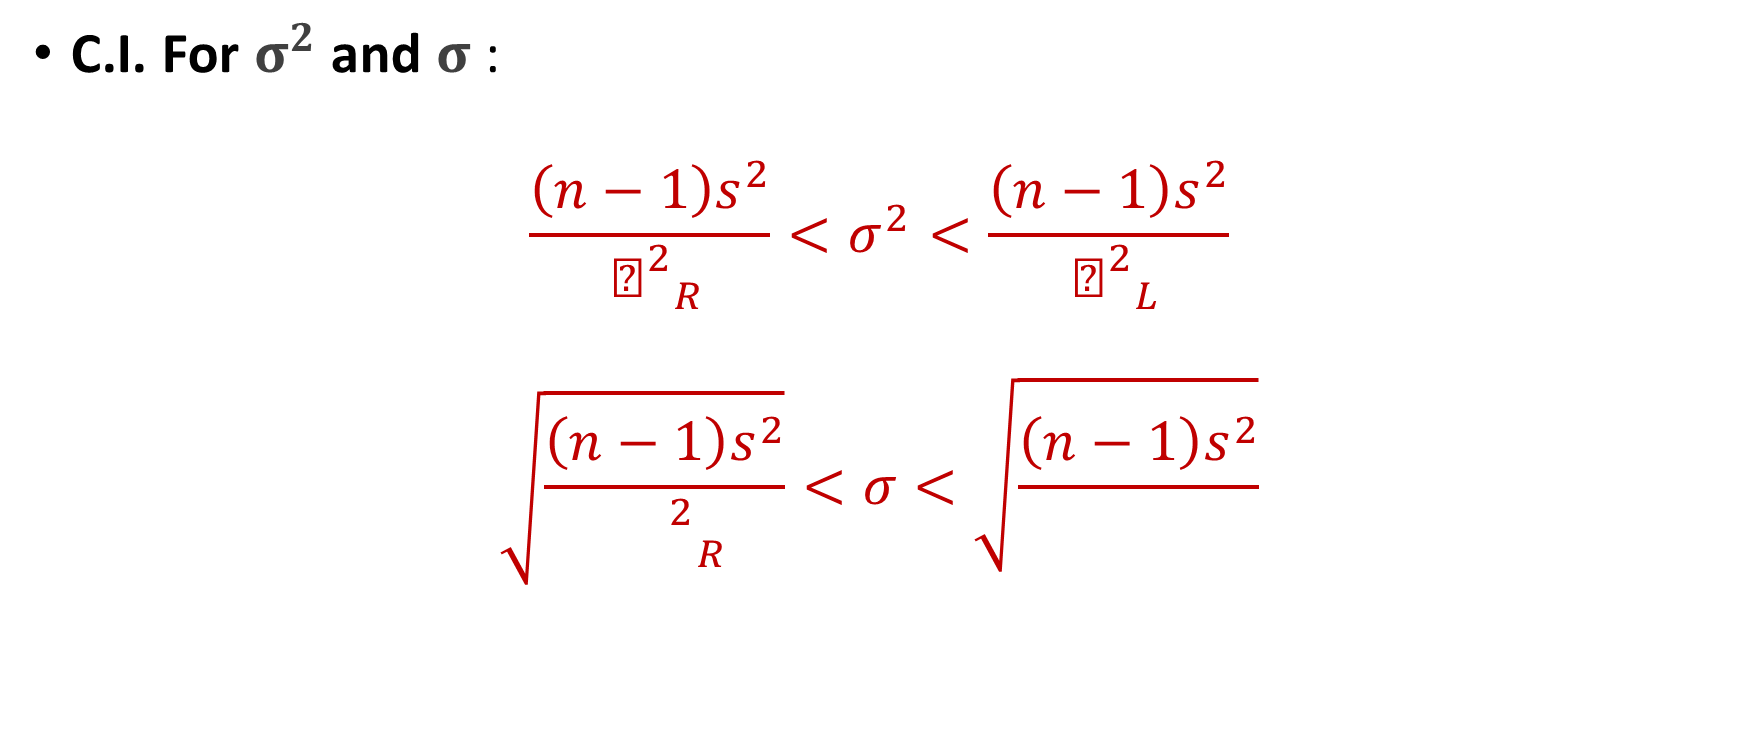 • C.I. For σ² and σ :
(n − 1)s² / ⍰²_R < σ² < (n − 1)s² / ⍰²_L
√((n − 1)s² / ²_R) < σ < √((n − 1)s² / )